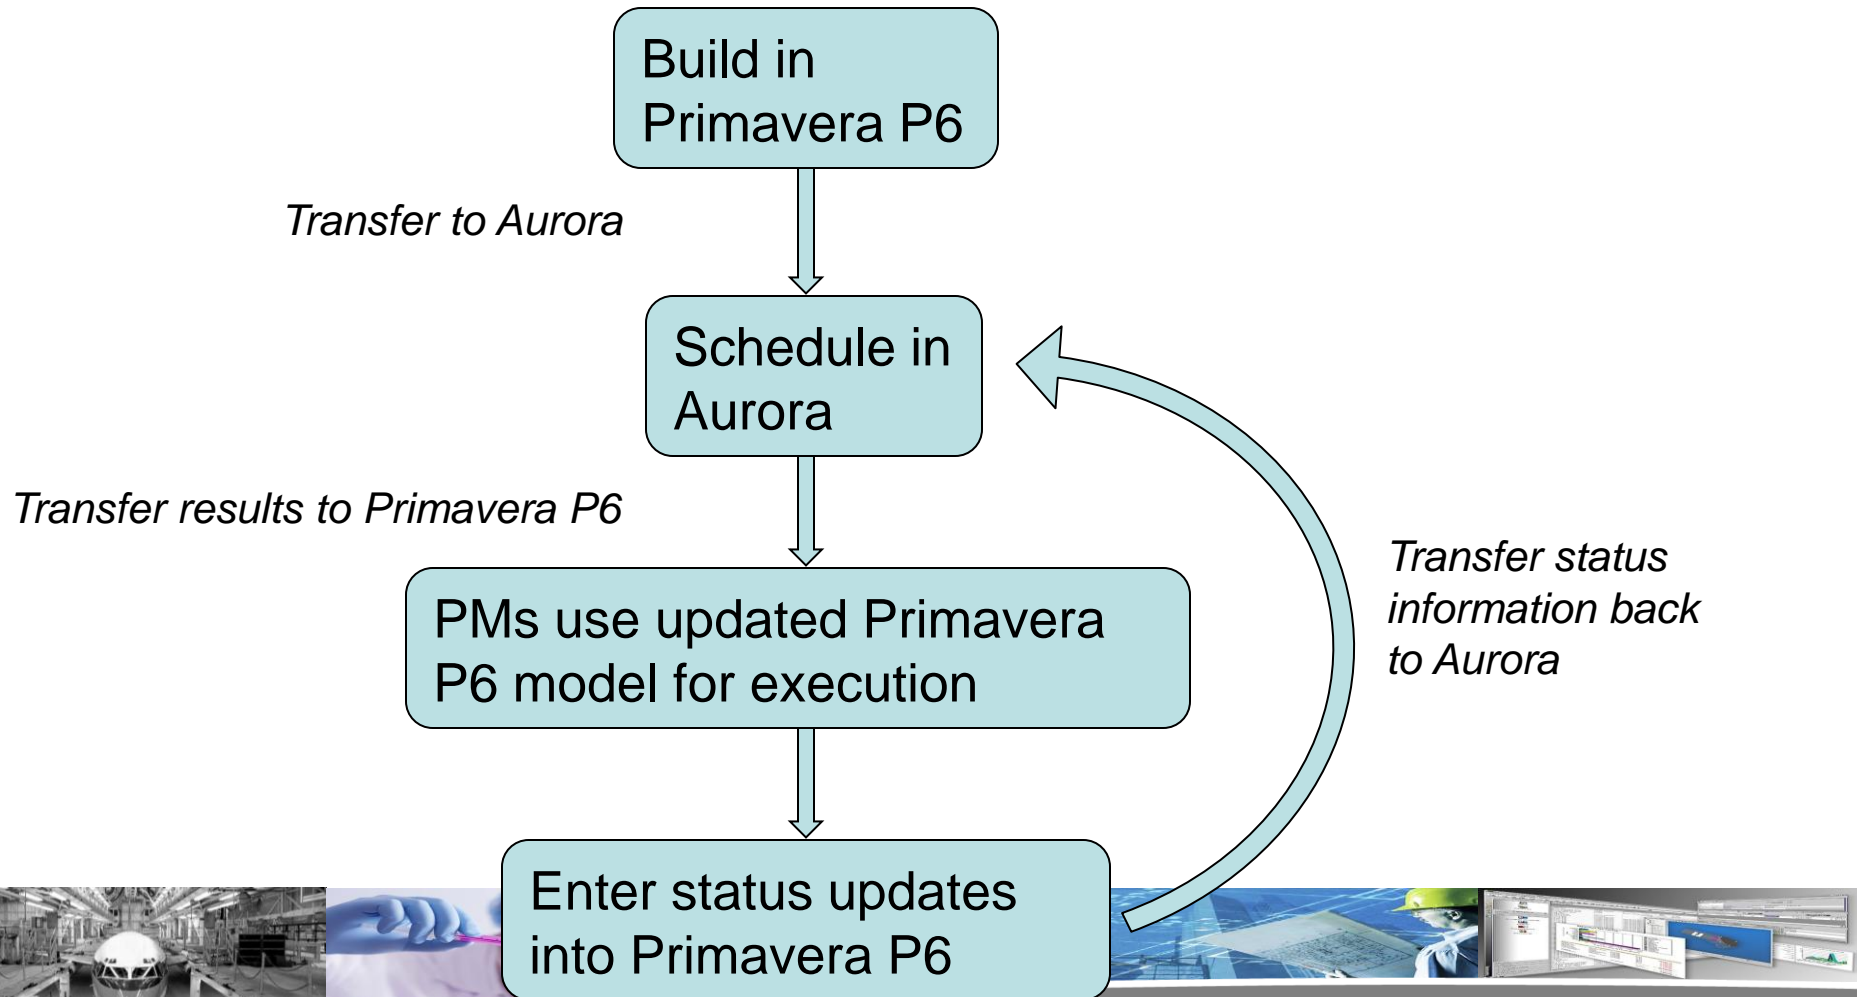 Build in
Primavera P6
Transfer to Aurora
Schedule in
Aurora
Transfer results to Primavera P6
PMs use updated Primavera
P6 model for execution
Transfer status
information back
to Aurora
Enter status updates
into Primavera P6